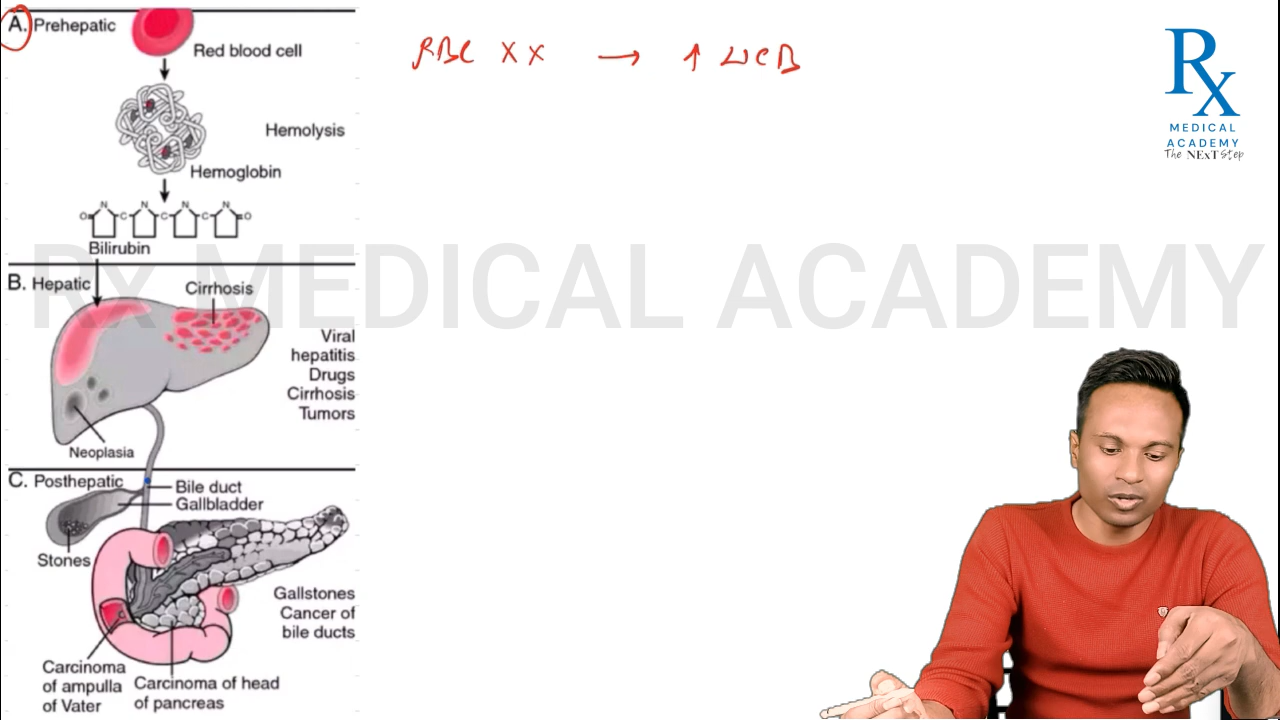 A. Prehepatic
Red blood cell
Hemolysis
Hemoglobin
N N N N
O C C C O
Bilirubin
B. Hepatic
Cirrhosis
Viral
hepatitis
Drugs
Cirrhosis
Tumors
Neoplasia
C. Posthepatic
Bile duct
Gallbladder
Stones
Gallstones
Cancer of
bile ducts
Carcinoma
of ampulla
of Vater
Carcinoma of head
of pancreas
RBC XX → ↑ UCB
Rx
MEDICAL
ACADEMY
The NExT Step
Rx MEDICAL ACADEMY